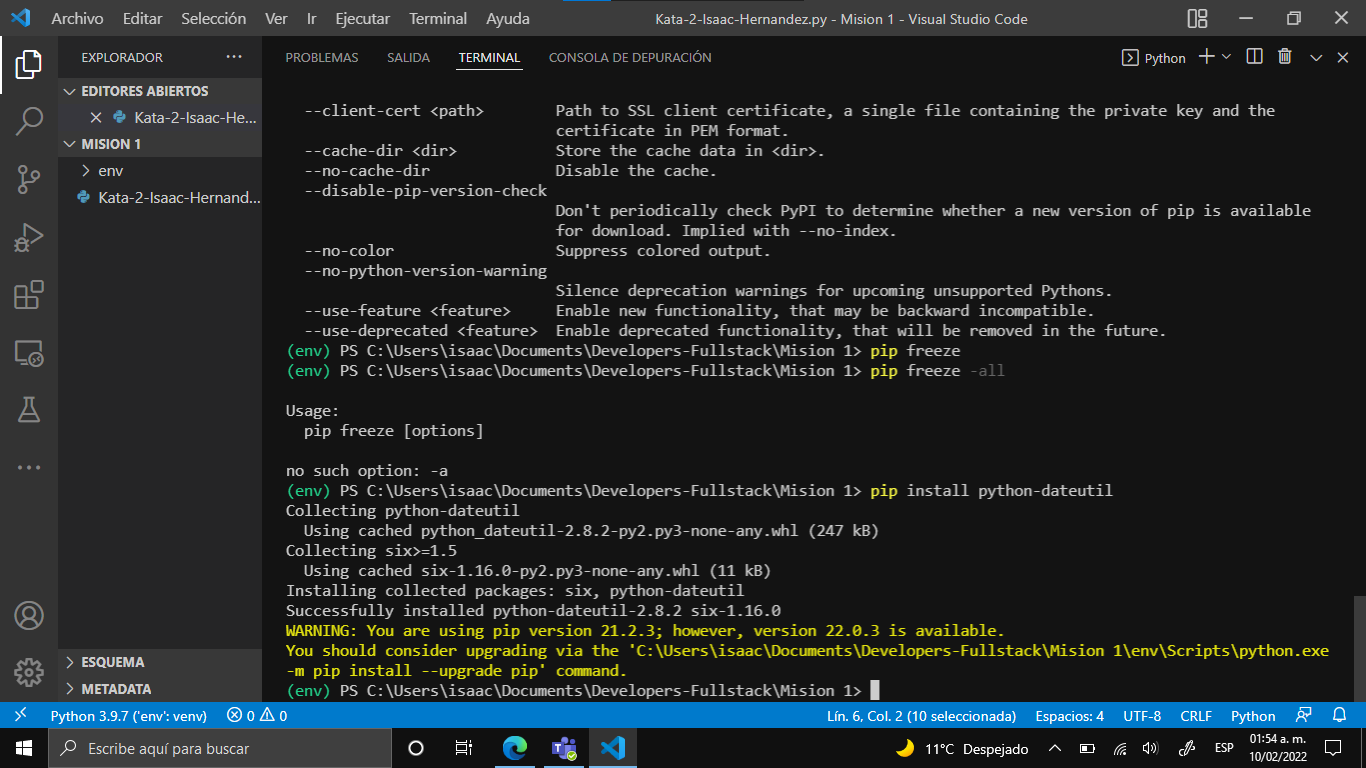 Archivo Editar Selección Ver Ir Ejecutar Terminal Ayuda Kata-2-Isaac-Hernandez.py - Mision 1 - Visual Studio Code
EXPLORADOR
EDITORES ABIERTOS
Kata-2-Isaac-He...
MISION 1
env
Kata-2-Isaac-Hernand...
ESQUEMA
METADATA
PROBLEMAS SALIDA TERMINAL CONSOLA DE DEPURACIÓN Python
--client-cert <path> Path to SSL client certificate, a single file containing the private key and the
certificate in PEM format.
--cache-dir <dir> Store the cache data in <dir>.
--no-cache-dir Disable the cache.
--disable-pip-version-check
Don't periodically check PyPI to determine whether a new version of pip is available
for download. Implied with --no-index.
--no-color Suppress colored output.
--no-python-version-warning
Silence deprecation warnings for upcoming unsupported Pythons.
--use-feature <feature> Enable new functionality, that may be backward incompatible.
--use-deprecated <feature> Enable deprecated functionality, that will be removed in the future.
(env) PS C:\Users\isaac\Documents\Developers-Fullstack\Mision 1> pip freeze
(env) PS C:\Users\isaac\Documents\Developers-Fullstack\Mision 1> pip freeze -all
Usage:
pip freeze [options]
no such option: -a
(env) PS C:\Users\isaac\Documents\Developers-Fullstack\Mision 1> pip install python-dateutil
Collecting python-dateutil
Using cached python_dateutil-2.8.2-py2.py3-none-any.whl (247 kB)
Collecting six>=1.5
Using cached six-1.16.0-py2.py3-none-any.whl (11 kB)
Installing collected packages: six, python-dateutil
Successfully installed python-dateutil-2.8.2 six-1.16.0
WARNING: You are using pip version 21.2.3; however, version 22.0.3 is available.
You should consider upgrading via the 'C:\Users\isaac\Documents\Developers-Fullstack\Mision 1\env\Scripts\python.exe
-m pip install --upgrade pip' command.
(env) PS C:\Users\isaac\Documents\Developers-Fullstack\Mision 1>
Python 3.9.7 ('env': venv) 0 0 Lín. 6, Col. 2 (10 seleccionada) Espacios: 4 UTF-8 CRLF Python
Escribe aquí para buscar 11°C Despejado ESP 01:54 a. m.
10/02/2022